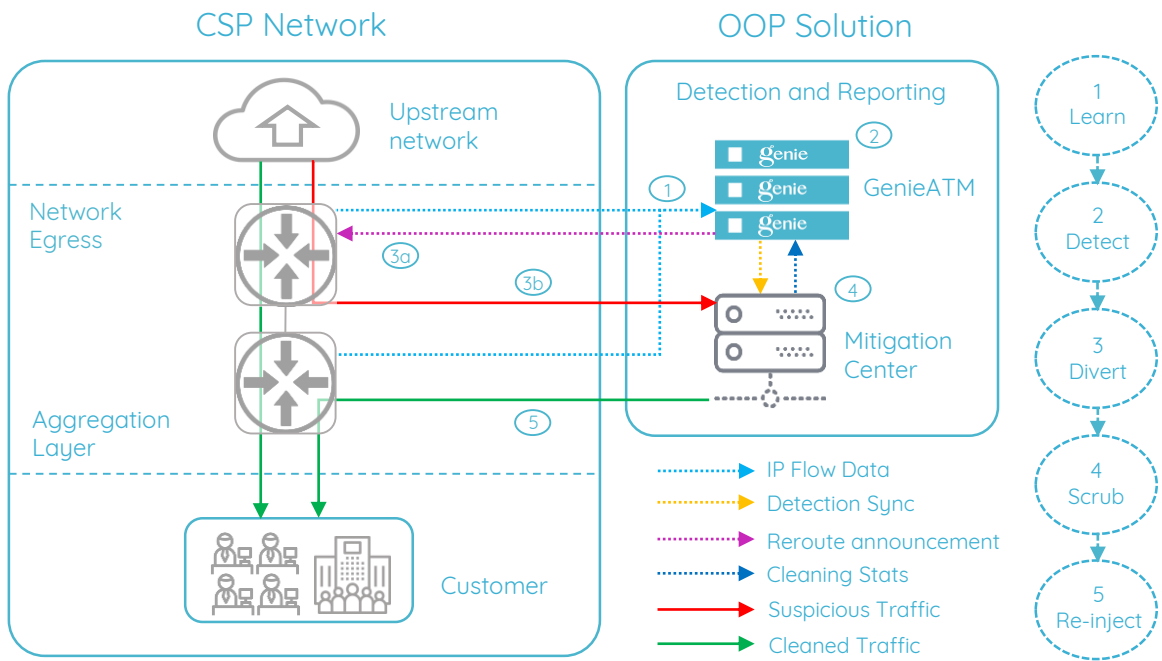 CSP Network
OOP Solution
Upstream
network
Network
Egress
Aggregation
Layer
Customer
Detection and Reporting
2
genie
genie
genie
GenieATM
1
3a
3b
4
Mitigation
Center
5
IP Flow Data
Detection Sync
Reroute announcement
Cleaning Stats
Suspicious Traffic
Cleaned Traffic
1
Learn
2
Detect
3
Divert
4
Scrub
5
Re-inject